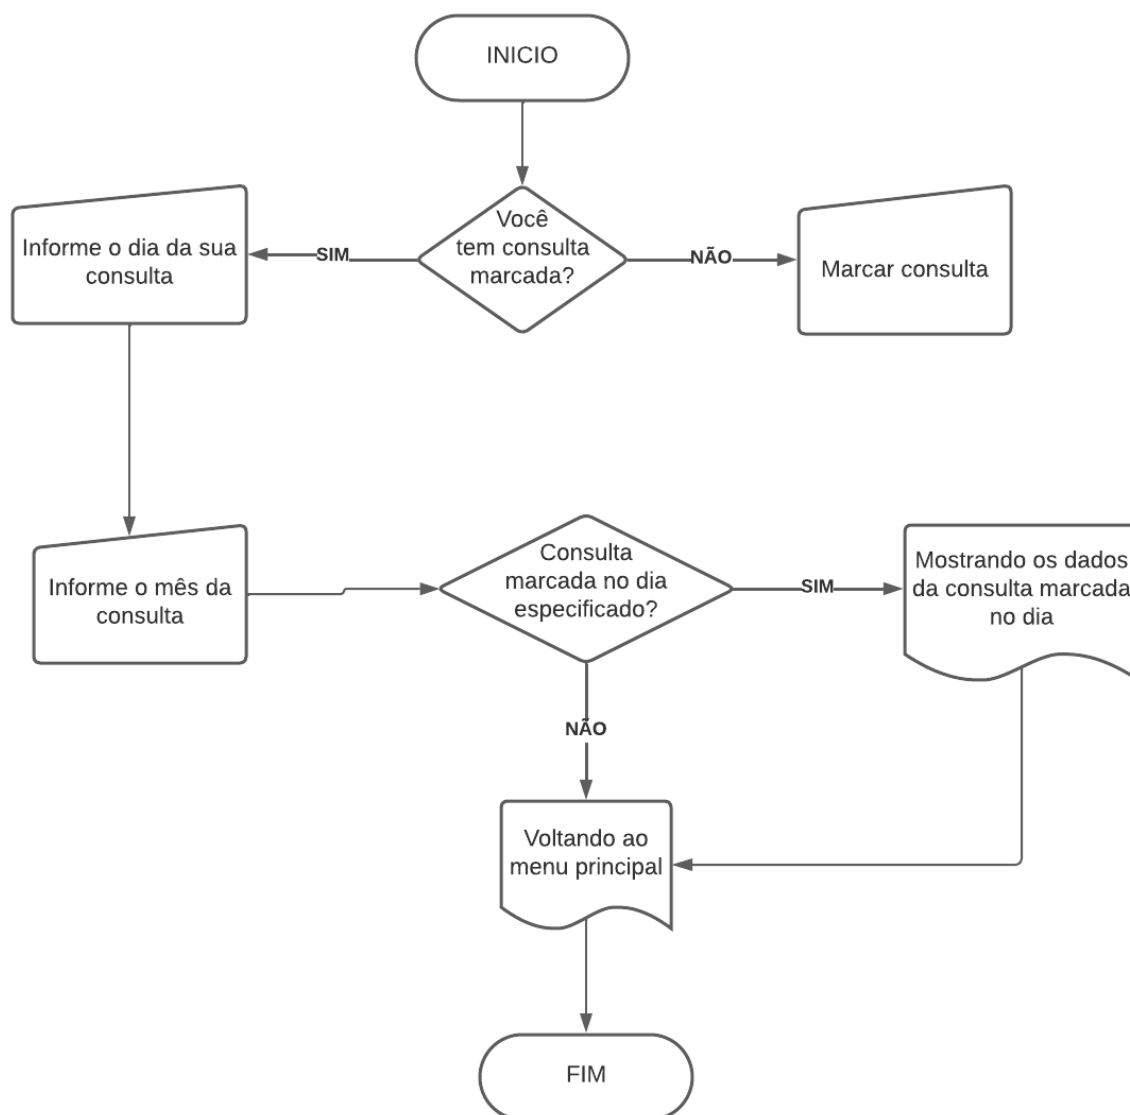 INICIO
Você
tem consulta
marcada?
SIM
NÃO
Informe o dia da sua
consulta
Marcar consulta
Informe o mês da
consulta
Consulta
marcada no dia
especificado?
SIM
Mostrando os dados
da consulta marcada
no dia
NÃO
Voltando ao
menu principal
FIM